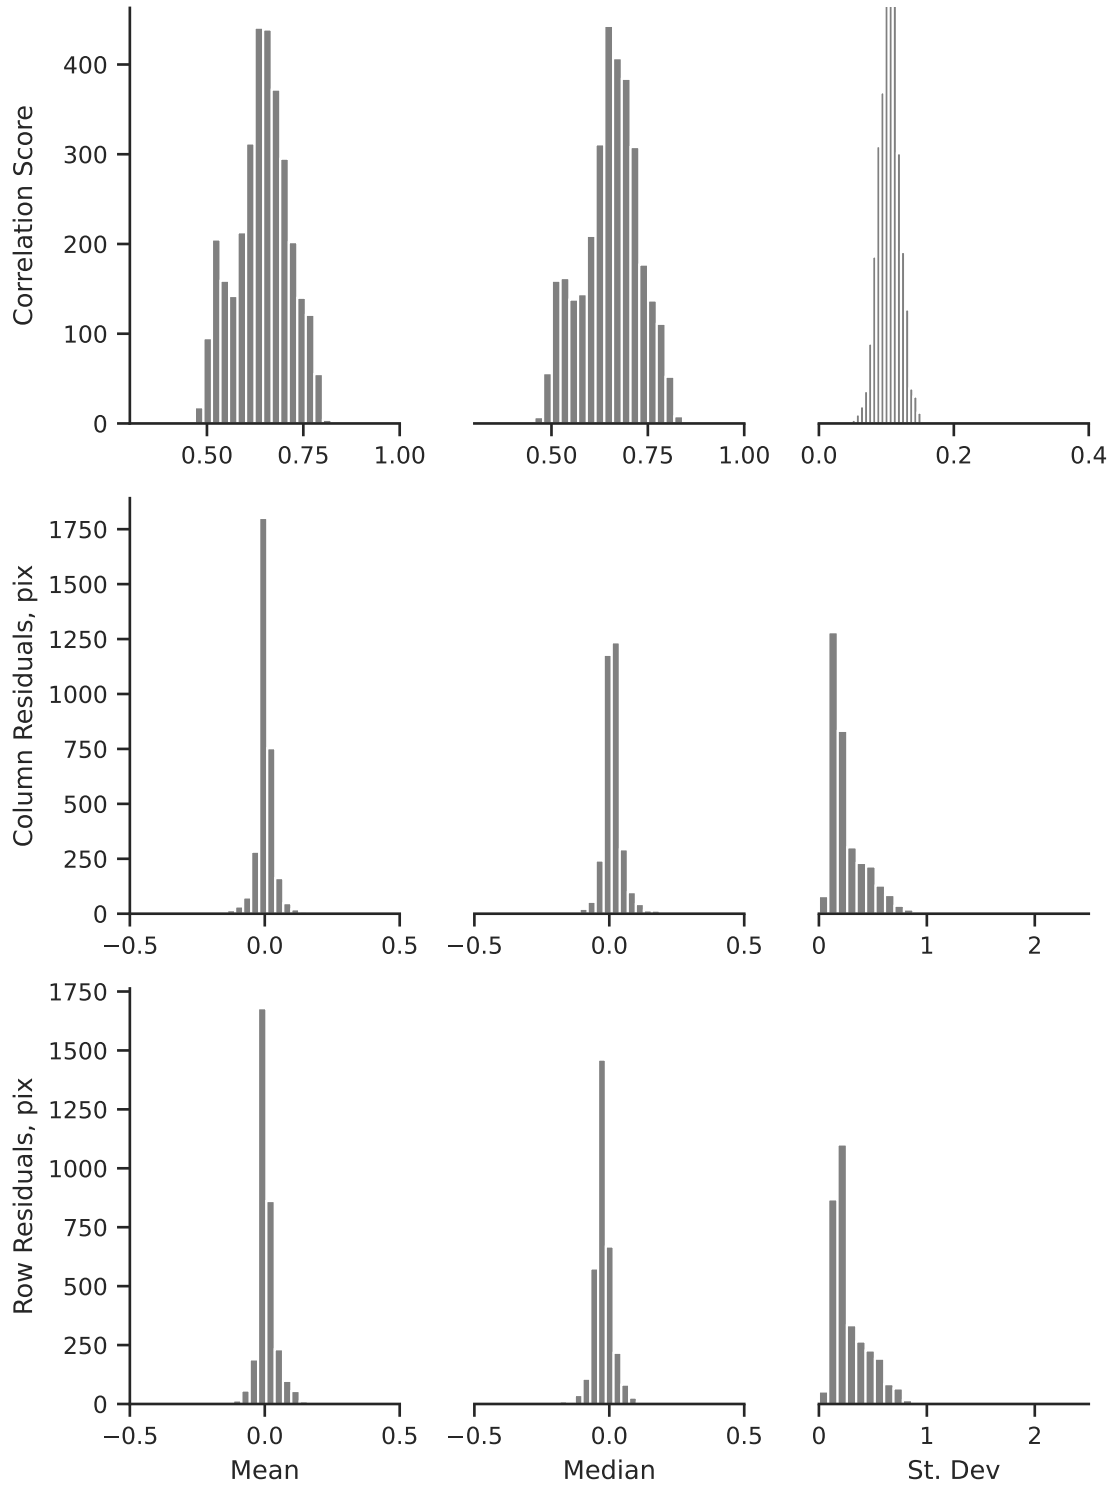 Correlation Score
400
300
200
100
0
0.50 0.75 1.00
0.50 0.75 1.00
0.0 0.2 0.4
Column Residuals, pix
1750
1500
1250
1000
750
500
250
0
−0.5 0.0 0.5
−0.5 0.0 0.5
0 1 2
Row Residuals, pix
1750
1500
1250
1000
750
500
250
0
−0.5 0.0 0.5
−0.5 0.0 0.5
0 1 2
Mean
Median
St. Dev